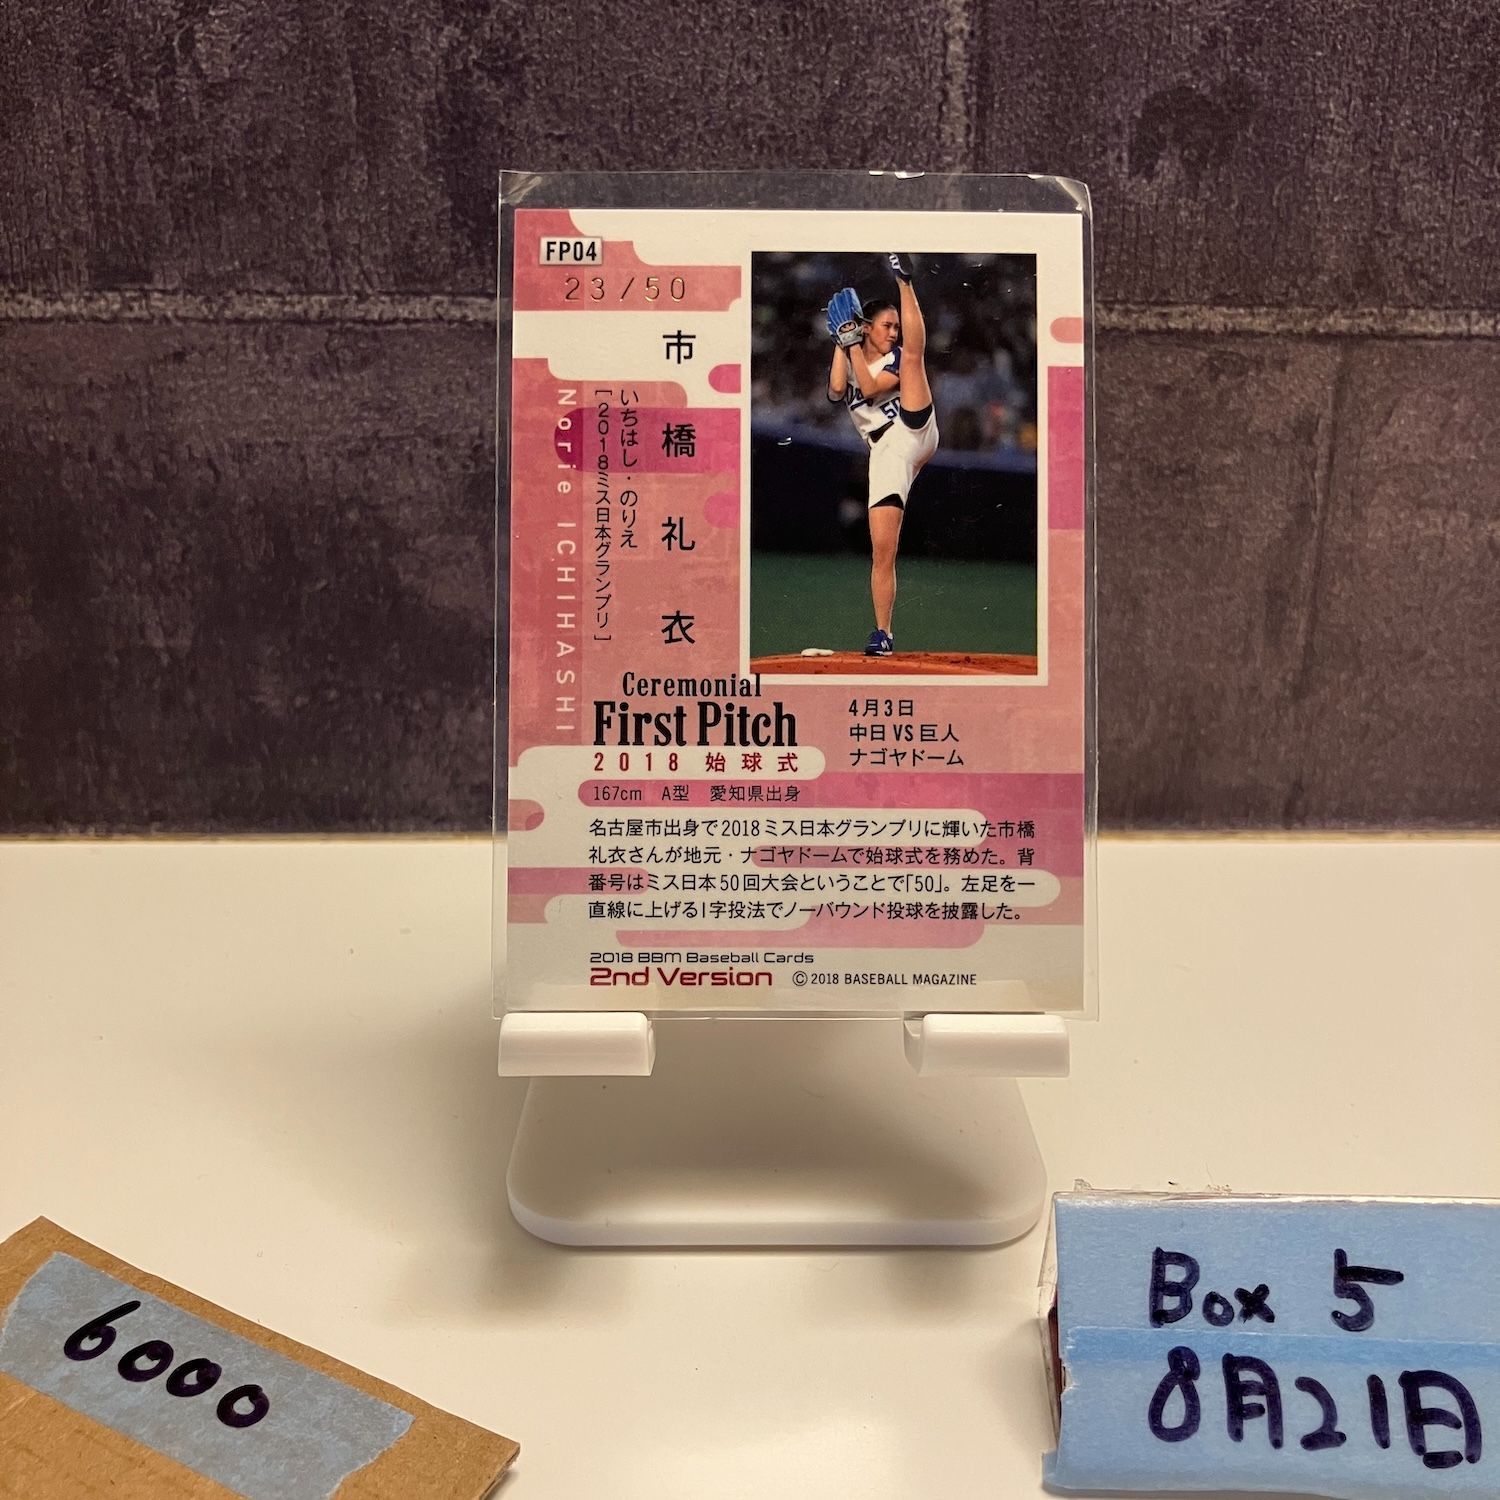 FP04
23/50
市橋礼衣
いちはし・のりえ
[2018ミス日本グランプリ]
Norie ICHIHASHI
50
Ceremonial
First Pitch
2018 始球式
4月3日
中日 VS 巨人
ナゴヤドーム
167cm A型 愛知県出身
名古屋市出身で2018ミス日本グランプリに輝いた市橋
礼衣さんが地元・ナゴヤドームで始球式を務めた。背
番号はミス日本50回大会ということで「50」。左足を一
直線に上げるI字投法でノーバウンド投球を披露した。
2018 BBM Baseball Cards
2nd Version © 2018 BASEBALL MAGAZINE
6000
Box 5
8月21日